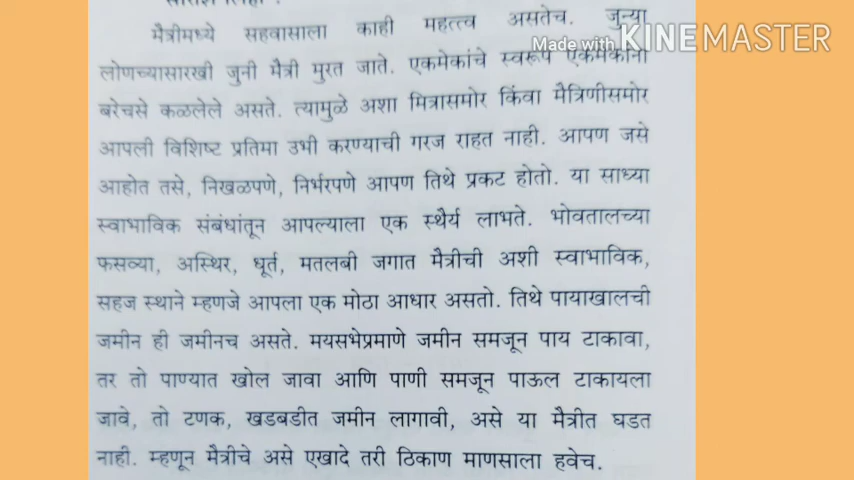 मैत्रीमध्ये सहवासाला काही महत्त्व असतेच. जुन्या
Made with KINEMASTER
लोणच्यासारखी जुनी मैत्री मुरत जाते. एकमेकांचे स्वरूप एकमेकांना
बरेचसे कळलेले असते. त्यामुळे अशा मित्रासमोर किंवा मैत्रिणीसमोर
आपली विशिष्ट प्रतिमा उभी करण्याची गरज राहत नाही. आपण जसे
आहोत तसे, निखळपणे, निर्भरपणे आपण तिथे प्रकट होतो. या साध्या
स्वाभाविक संबंधांतून आपल्याला एक स्थैर्य लाभते. भोवतालच्या
फसव्या, अस्थिर, धूर्त, मतलबी जगात मैत्रीची अशी स्वाभाविक,
सहज स्थाने म्हणजे आपला एक मोठा आधार असतो. तिथे पायाखालची
जमीन ही जमीनच असते. मयसभेप्रमाणे जमीन समजून पाय टाकावा,
तर तो पाण्यात खोल जावा आणि पाणी समजून पाऊल टाकायला
जावे, तो टणक, खडबडीत जमीन लागावी, असे या मैत्रीत घडत
नाही. म्हणून मैत्रीचे असे एखादे तरी ठिकाण माणसाला हवेच.